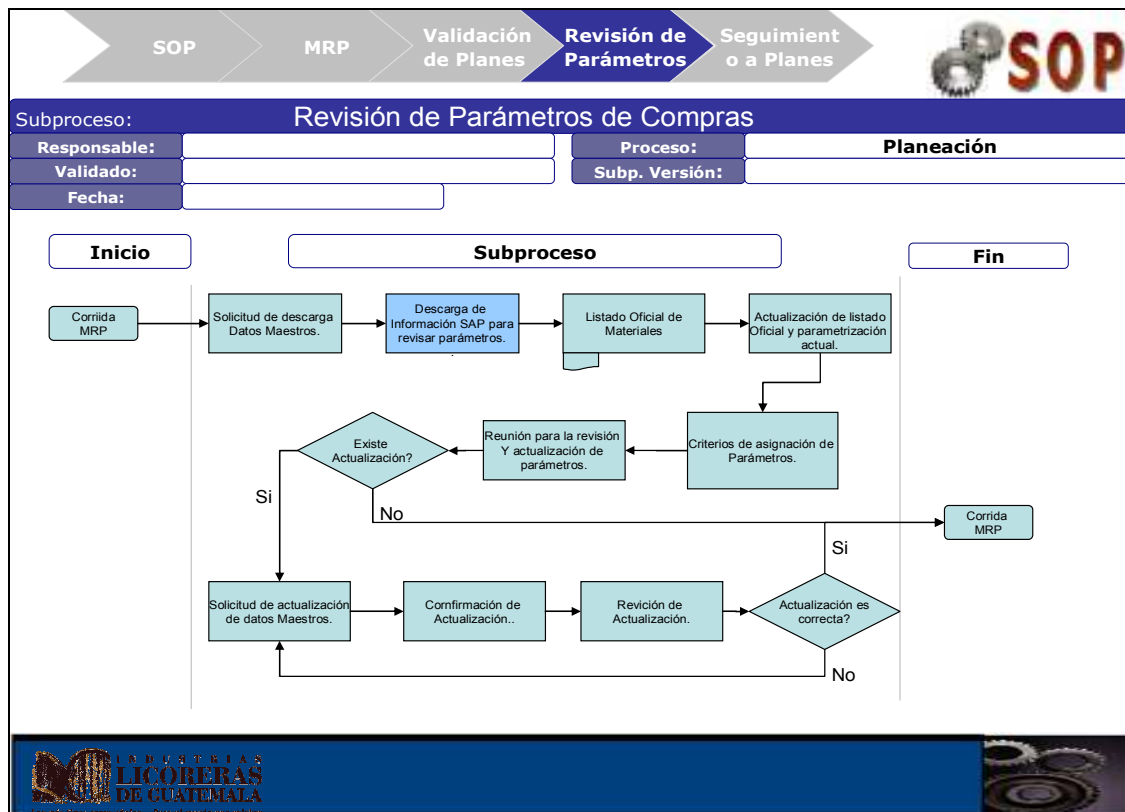 SOP
MRP
Validación
de Planes
Revisión de
Parámetros
Seguimient
o a Planes
SOP
Subproceso:
Revisión de Parámetros de Compras
Responsable:
Proceso:
Planeación
Validado:
Subp. Versión:
Fecha:
Inicio
Subproceso
Fin
Corriida
MRP
Solicitud de descarga
Datos Maestros.
Descarga de
Información SAP para
revisar parámetros.
.
Listado Oficial de
Materiales
Actualización de listado
Oficial y parametrización
actual.
Existe
Actualización?
Reunión para la revisión
Y actualización de
parámetros.
Criterios de asignación de
Parámetros.
Si
No
Corrida
MRP
Si
Solicitud de actualización
de datos Maestros.
Cornfirmación de
Actualización..
Revición de
Actualización.
Actualización es
correcta?
No
INDUSTRIAS
LICORERAS
DE GUATEMALA